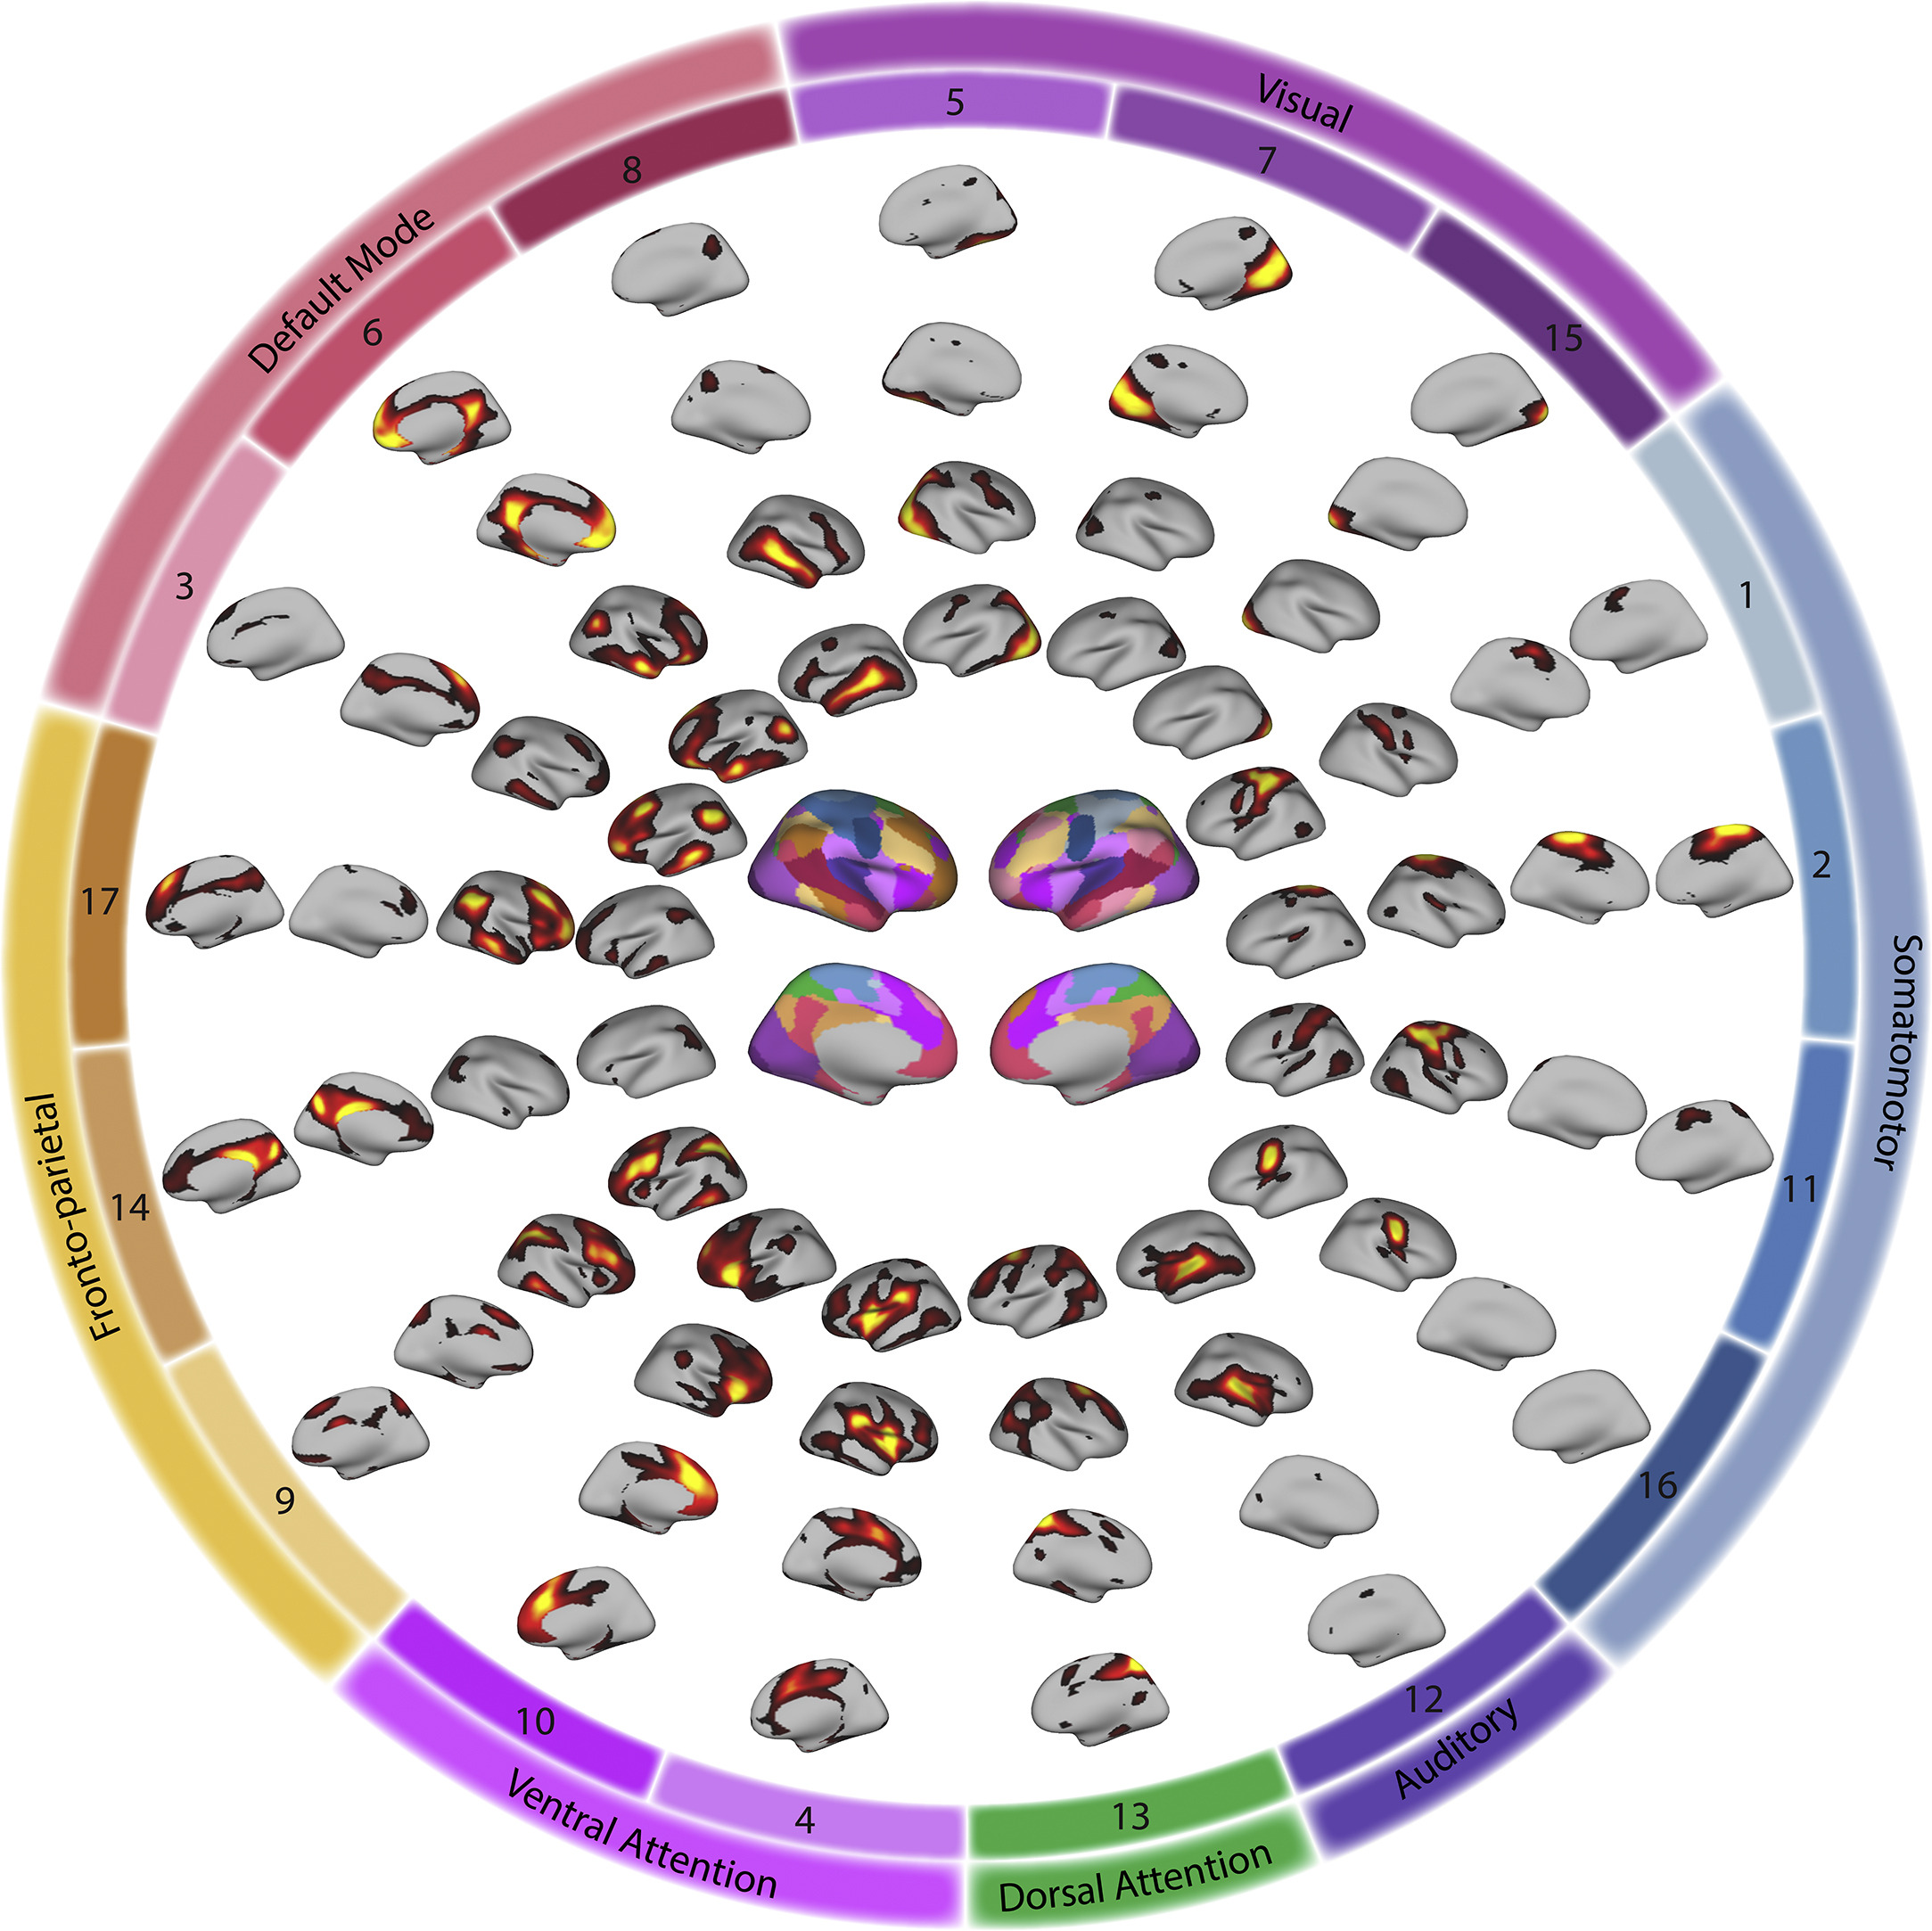 Visual
5
7
15
Somatomotor
1
2
11
16
Auditory
12
Dorsal Attention
13
Ventral Attention
4
10
Fronto-parietal
9
14
17
Default Mode
3
6
8